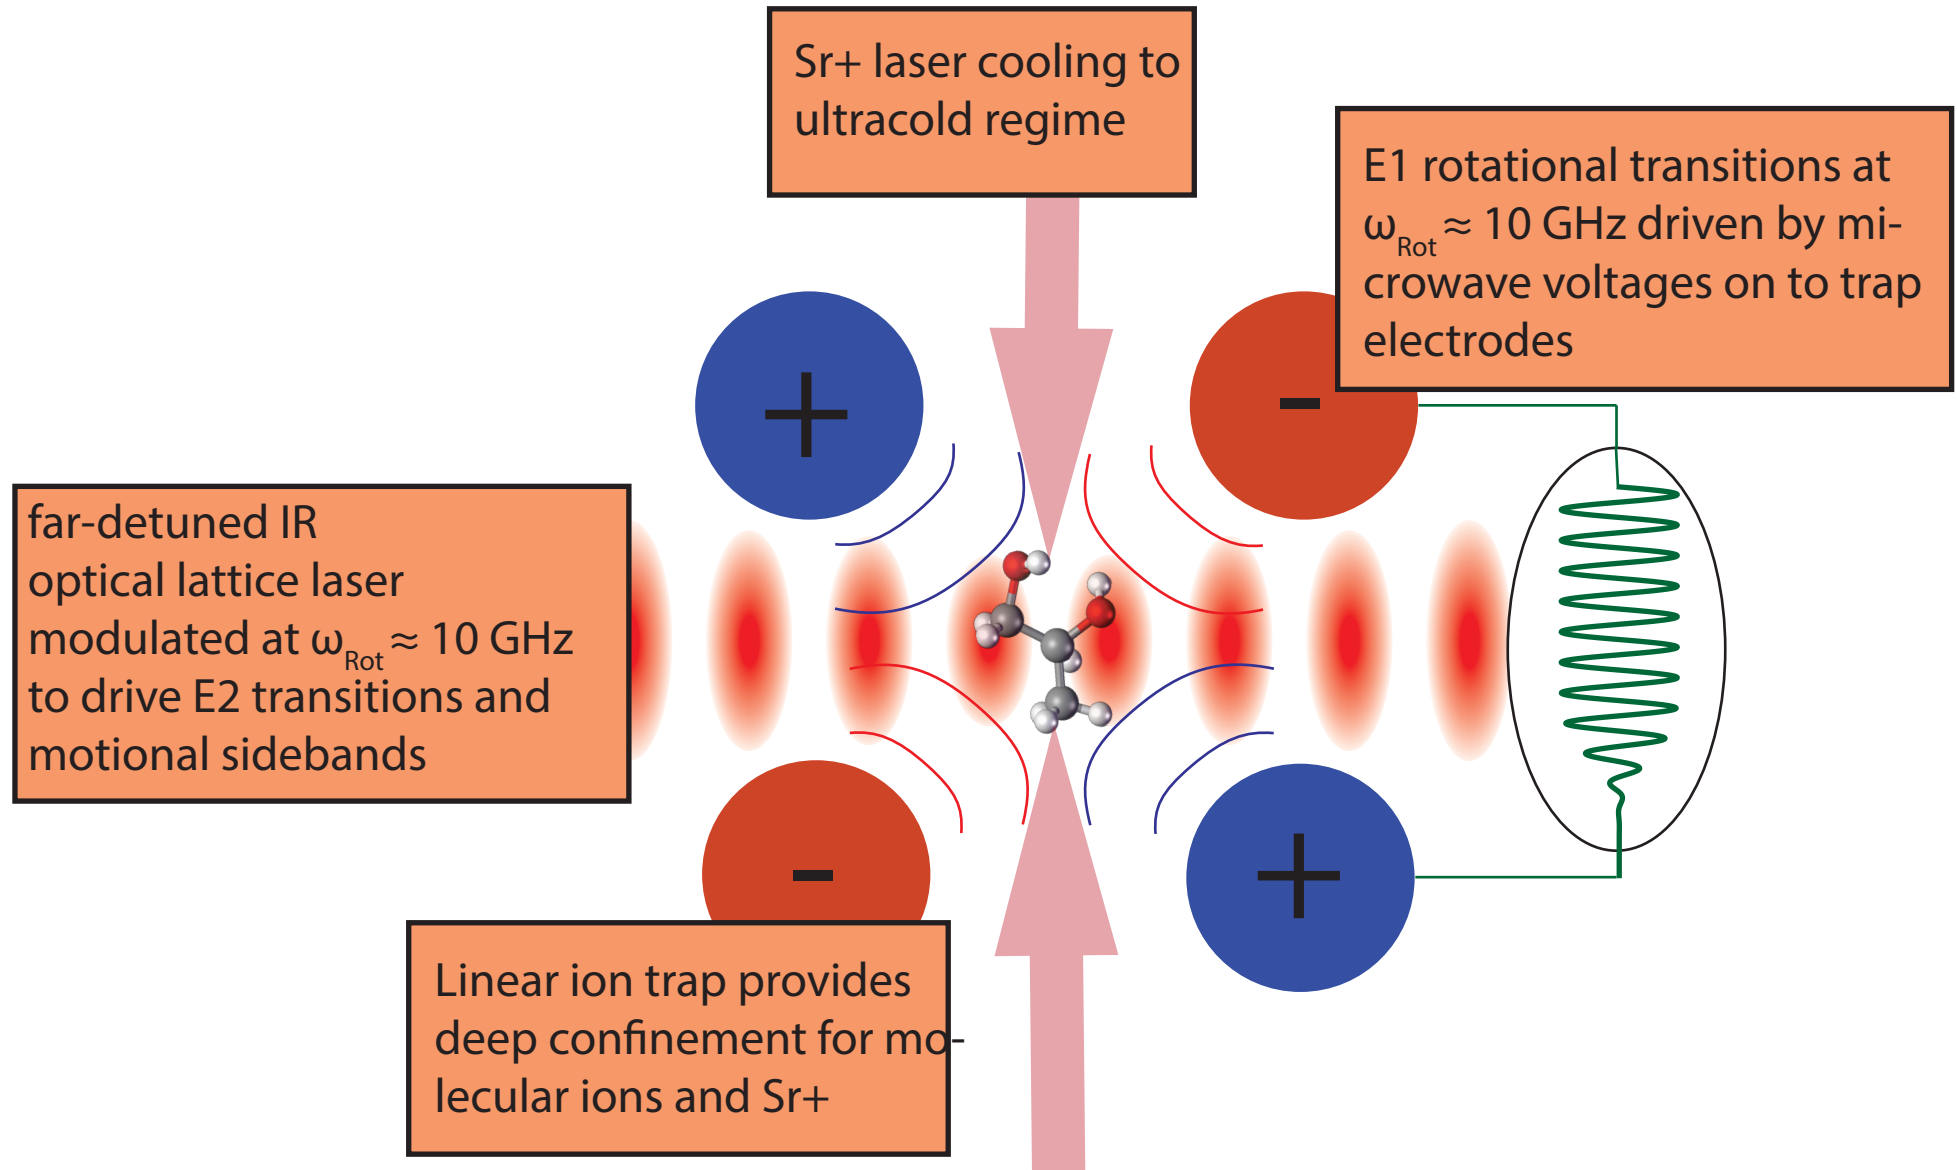 Sr+ laser cooling to
ultracold regime
E1 rotational transitions at
ωRot ≈ 10 GHz driven by mi-
crowave voltages on to trap
electrodes
+
-
far-detuned IR
optical lattice laser
modulated at ωRot ≈ 10 GHz
to drive E2 transitions and
motional sidebands
-
+
Linear ion trap provides
deep confinement for mo-
lecular ions and Sr+